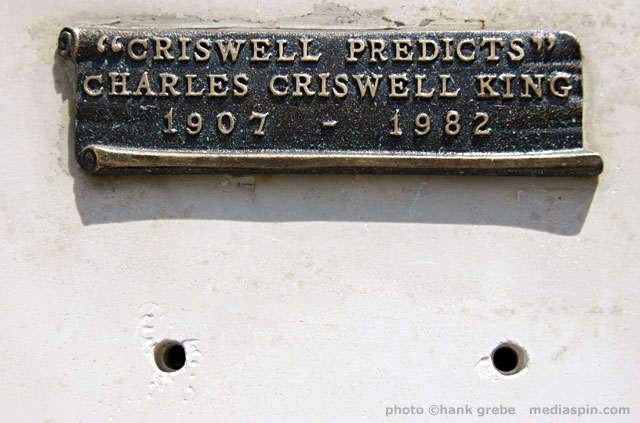 “CRISWELL PREDICTS”
CHARLES CRISWELL KING
1907 - 1982
photo ©hank grebe mediaspin.com